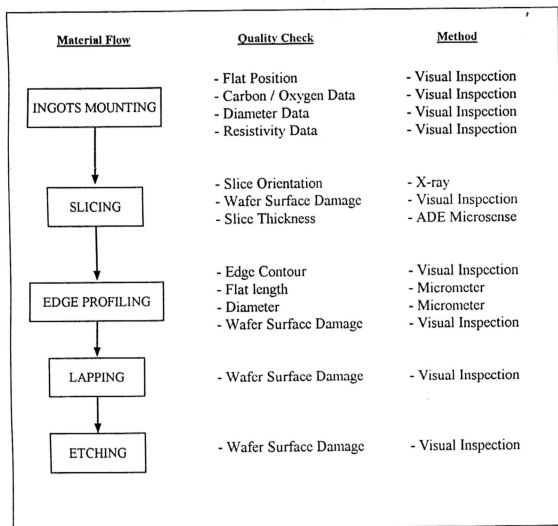 Material Flow Quality Check Method
- Flat Position - Visual Inspection
INGOTS MOUNTING - Carbon / Oxygen Data - Visual Inspection
- Diameter Data - Visual Inspection
- Resistivity Data - Visual Inspection
- Slice Orientation - X-ray
SLICING - Wafer Surface Damage - Visual Inspection
- Slice Thickness - ADE Microsense
- Edge Contour - Visual Inspection
EDGE PROFILING - Flat length - Micrometer
- Diameter - Micrometer
- Wafer Surface Damage - Visual Inspection
LAPPING - Wafer Surface Damage - Visual Inspection
ETCHING - Wafer Surface Damage - Visual Inspection